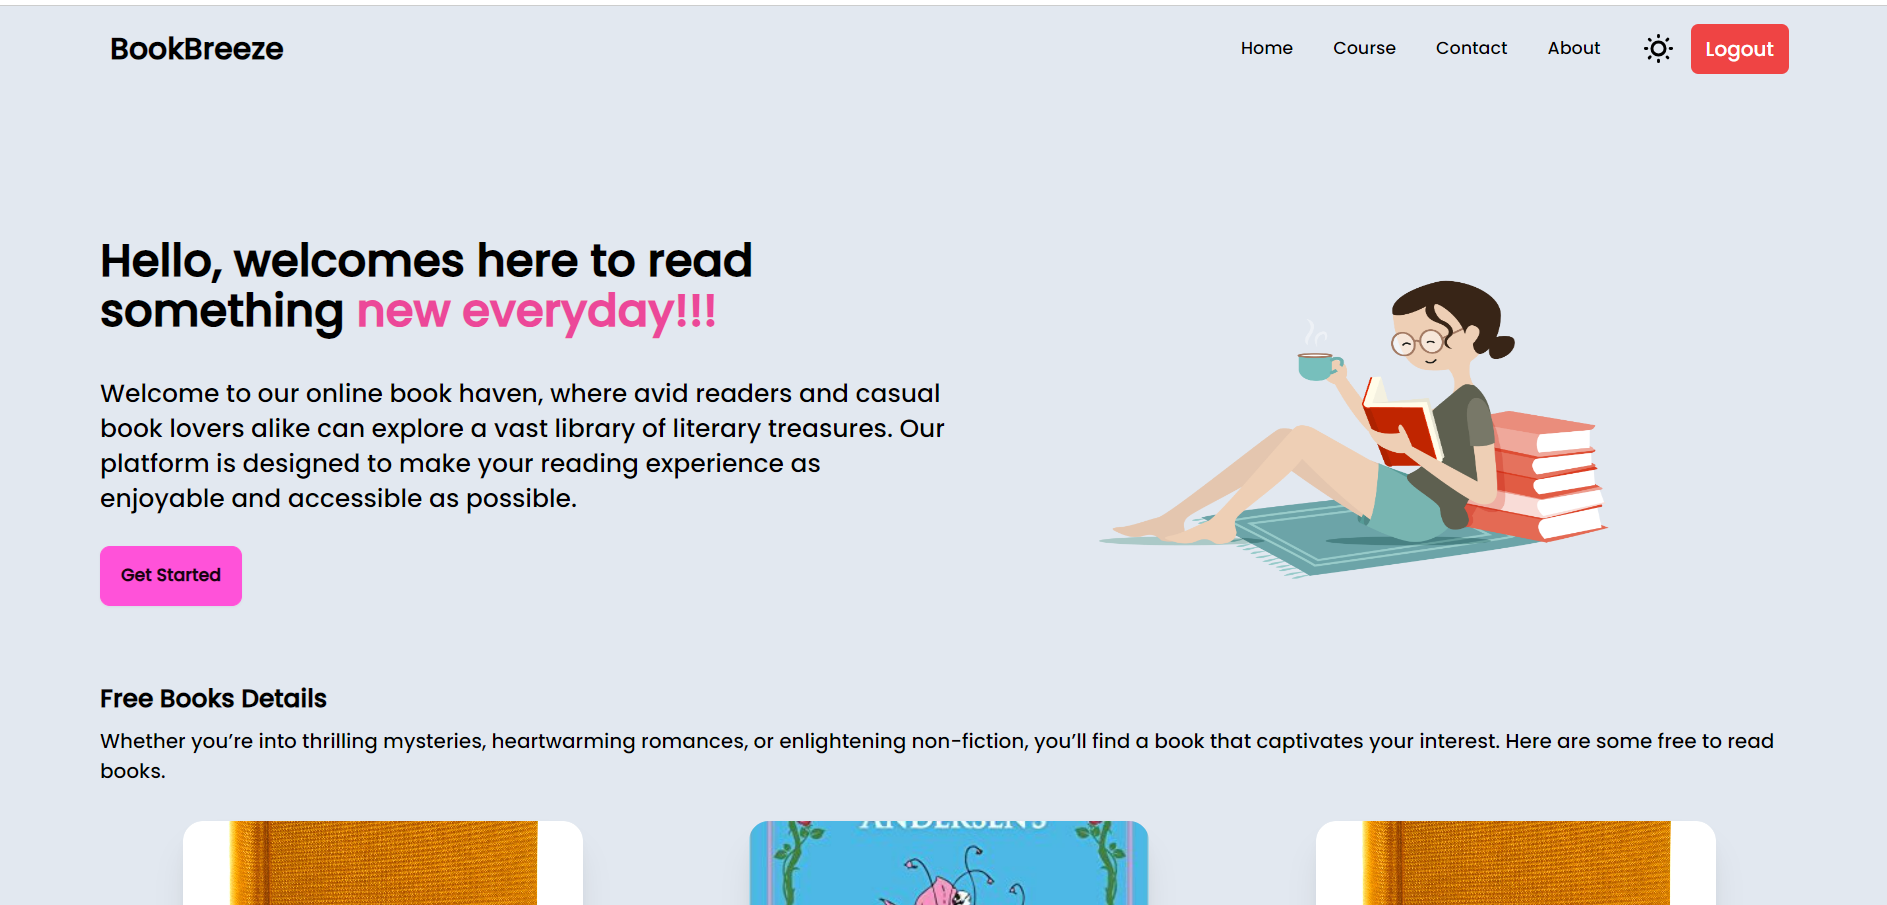 BookBreeze
Home
Course
Contact
About
Logout
Hello, welcomes here to read
something new everyday!!!
Welcome to our online book haven, where avid readers and casual
book lovers alike can explore a vast library of literary treasures. Our
platform is designed to make your reading experience as
enjoyable and accessible as possible.
Get Started
Free Books Details
Whether you’re into thrilling mysteries, heartwarming romances, or enlightening non-fiction, you’ll find a book that captivates your interest. Here are some free to read
books.
ANDERSEN'S